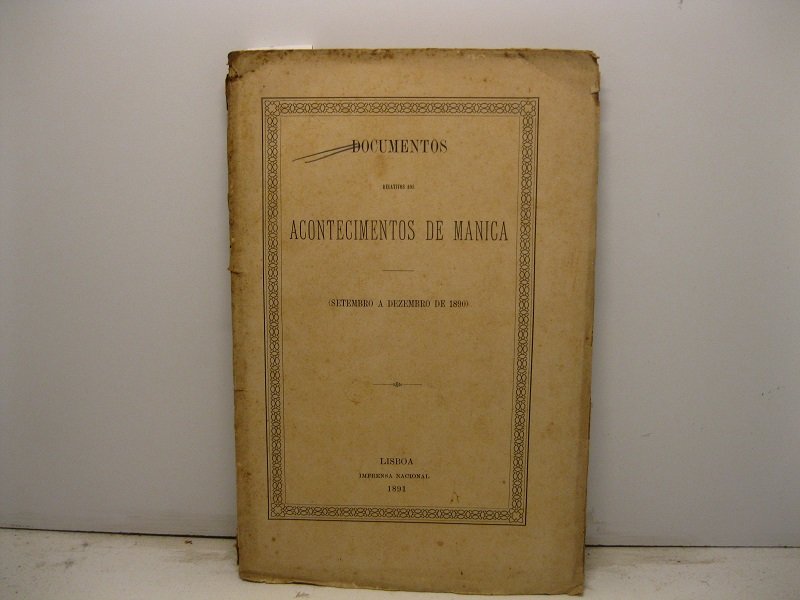 DOCUMENTOS
RELATIVOS AOS
ACONTECIMENTOS DE MANICA
(SETEMBRO A DEZEMBRO DE 1890)
LISBOA
IMPRENSA NACIONAL
1891